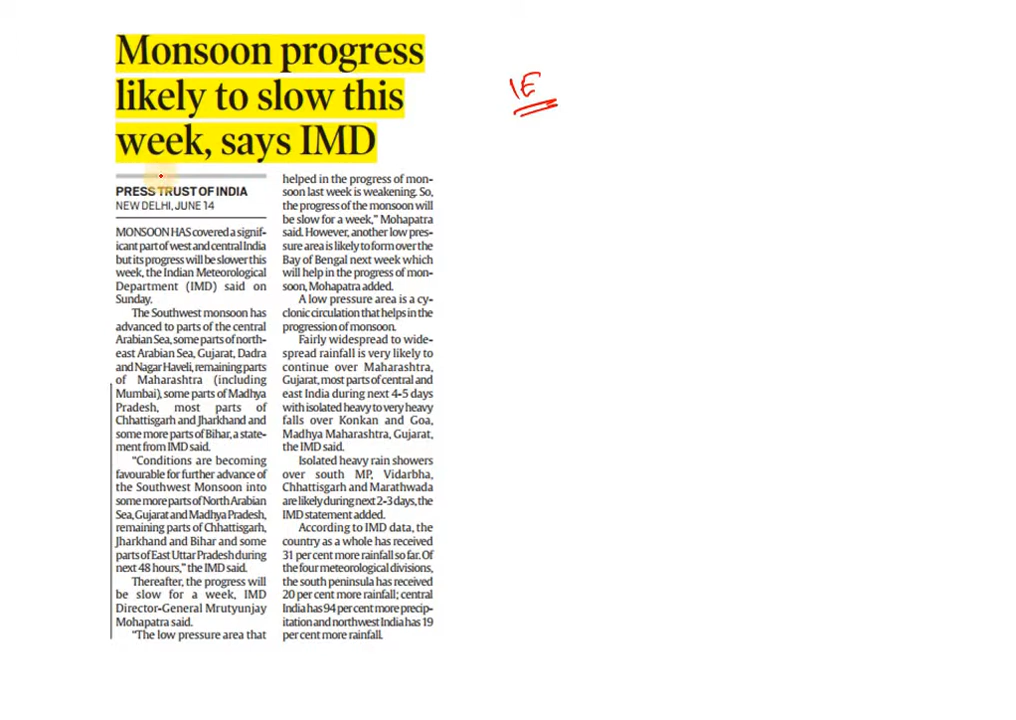 Monsoon progress
likely to slow this
week, says IMD
IE
PRESS TRUST OF INDIA
NEW DELHI, JUNE 14
MONSOON HAS covered a signif-
icant part of west and central India
but its progress will be slower this
week, the Indian Meteorological
Department (IMD) said on
Sunday.
The Southwest monsoon has
advanced to parts of the central
Arabian Sea, some parts of north-
east Arabian Sea, Gujarat, Dadra
and Nagar Haveli, remaining parts
of Maharashtra (including
Mumbai), some parts of Madhya
Pradesh, most parts of
Chhattisgarh and Jharkhand and
some more parts of Bihar, a state-
ment from IMD said.
"Conditions are becoming
favourable for further advance of
the Southwest Monsoon into
some more parts of North Arabian
Sea, Gujarat and Madhya Pradesh,
remaining parts of Chhattisgarh,
Jharkhand and Bihar and some
parts of East Uttar Pradesh during
next 48 hours," the IMD said.
Thereafter, the progress will
be slow for a week, IMD
Director-General Mrutyunjay
Mohapatra said.
"The low pressure area that
helped in the progress of mon-
soon last week is weakening. So,
the progress of the monsoon will
be slow for a week," Mohapatra
said. However, another low pres-
sure area is likely to form over the
Bay of Bengal next week which
will help in the progress of mon-
soon, Mohapatra added.
A low pressure area is a cy-
clonic circulation that helps in the
progression of monsoon.
Fairly widespread to wide-
spread rainfall is very likely to
continue over Maharashtra,
Gujarat, most parts of central and
east India during next 4-5 days
with isolated heavy to very heavy
falls over Konkan and Goa,
Madhya Maharashtra, Gujarat,
the IMD said.
Isolated heavy rain showers
over south MP, Vidarbha,
Chhattisgarh and Marathwada
are likely during next 2-3 days, the
IMD statement added.
According to IMD data, the
country as a whole has received
31 per cent more rainfall so far. Of
the four meteorological divisions,
the south peninsula has received
20 per cent more rainfall; central
India has 94 per cent more precip-
itation and northwest India has 19
per cent more rainfall.